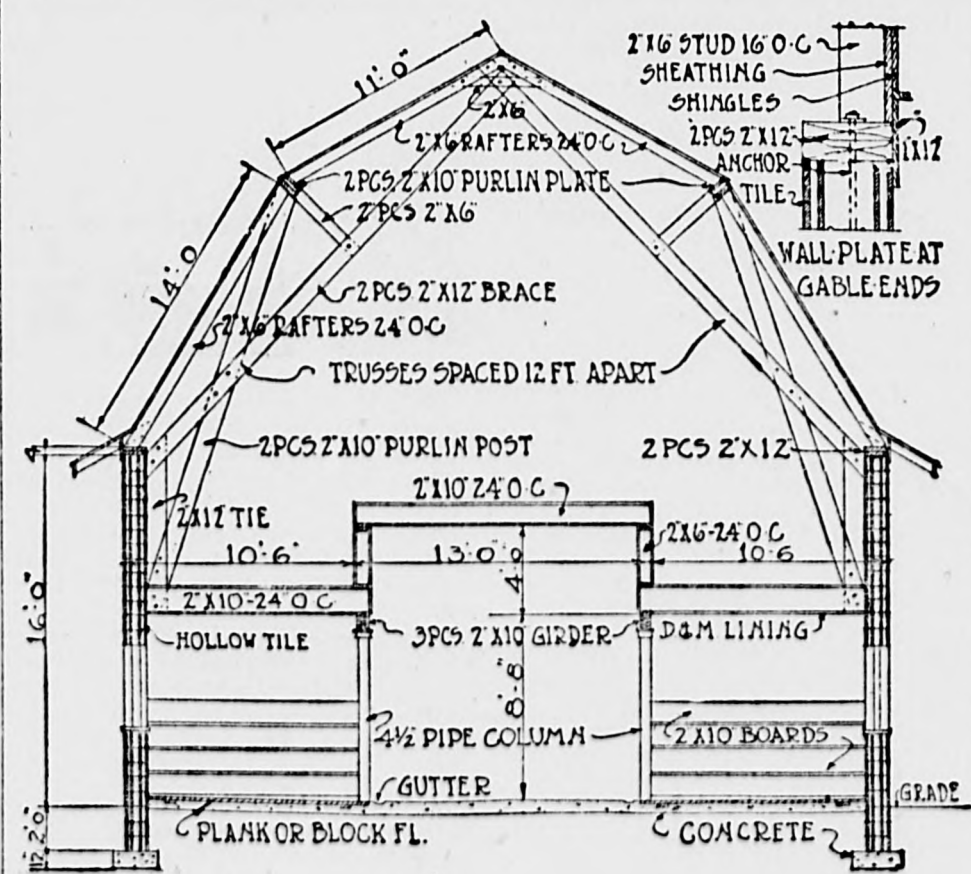 11'·0"
2"X6" STUD 16" O·C
SHEATHING
SHINGLES
2"X6"
2"X6" RAFTERS 24" O·C
2 PCS. 2"X12"
1"X12"
ANCHOR
TILE
2 PCS. 2"X10" PURLIN PLATE
2 PCS 2"X6"
WALL·PLATE AT
GABLE·ENDS
14'·0"
2 PCS. 2"X12" BRACE
2"X6" RAFTERS 24" O·C
TRUSSES SPACED 12 FT. APART
2 PCS. 2"X10" PURLIN POST
2 PCS 2"X12"
4"
2"X10" 24" O·C
2"X12" TIE
2"X6"-24" O·C
10'·6"
13'·0"
10·6
4'·0"
2"X10"-24" O·C
16'·0"
HOLLOW TILE
3 PCS. 2"X10" GIRDER
D&M LINING
8'·8"
4½ PIPE COLUMN
2"X10" BOARDS
GUTTER
GRADE
PLANK OR BLOCK FL.
CONCRETE
2'·0"
12"